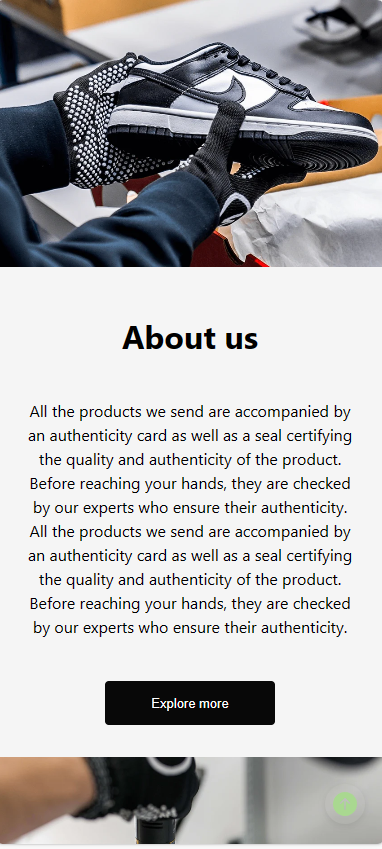 About us
All the products we send are accompanied by
an authenticity card as well as a seal certifying
the quality and authenticity of the product.
Before reaching your hands, they are checked
by our experts who ensure their authenticity.
All the products we send are accompanied by
an authenticity card as well as a seal certifying
the quality and authenticity of the product.
Before reaching your hands, they are checked
by our experts who ensure their authenticity.
Explore more